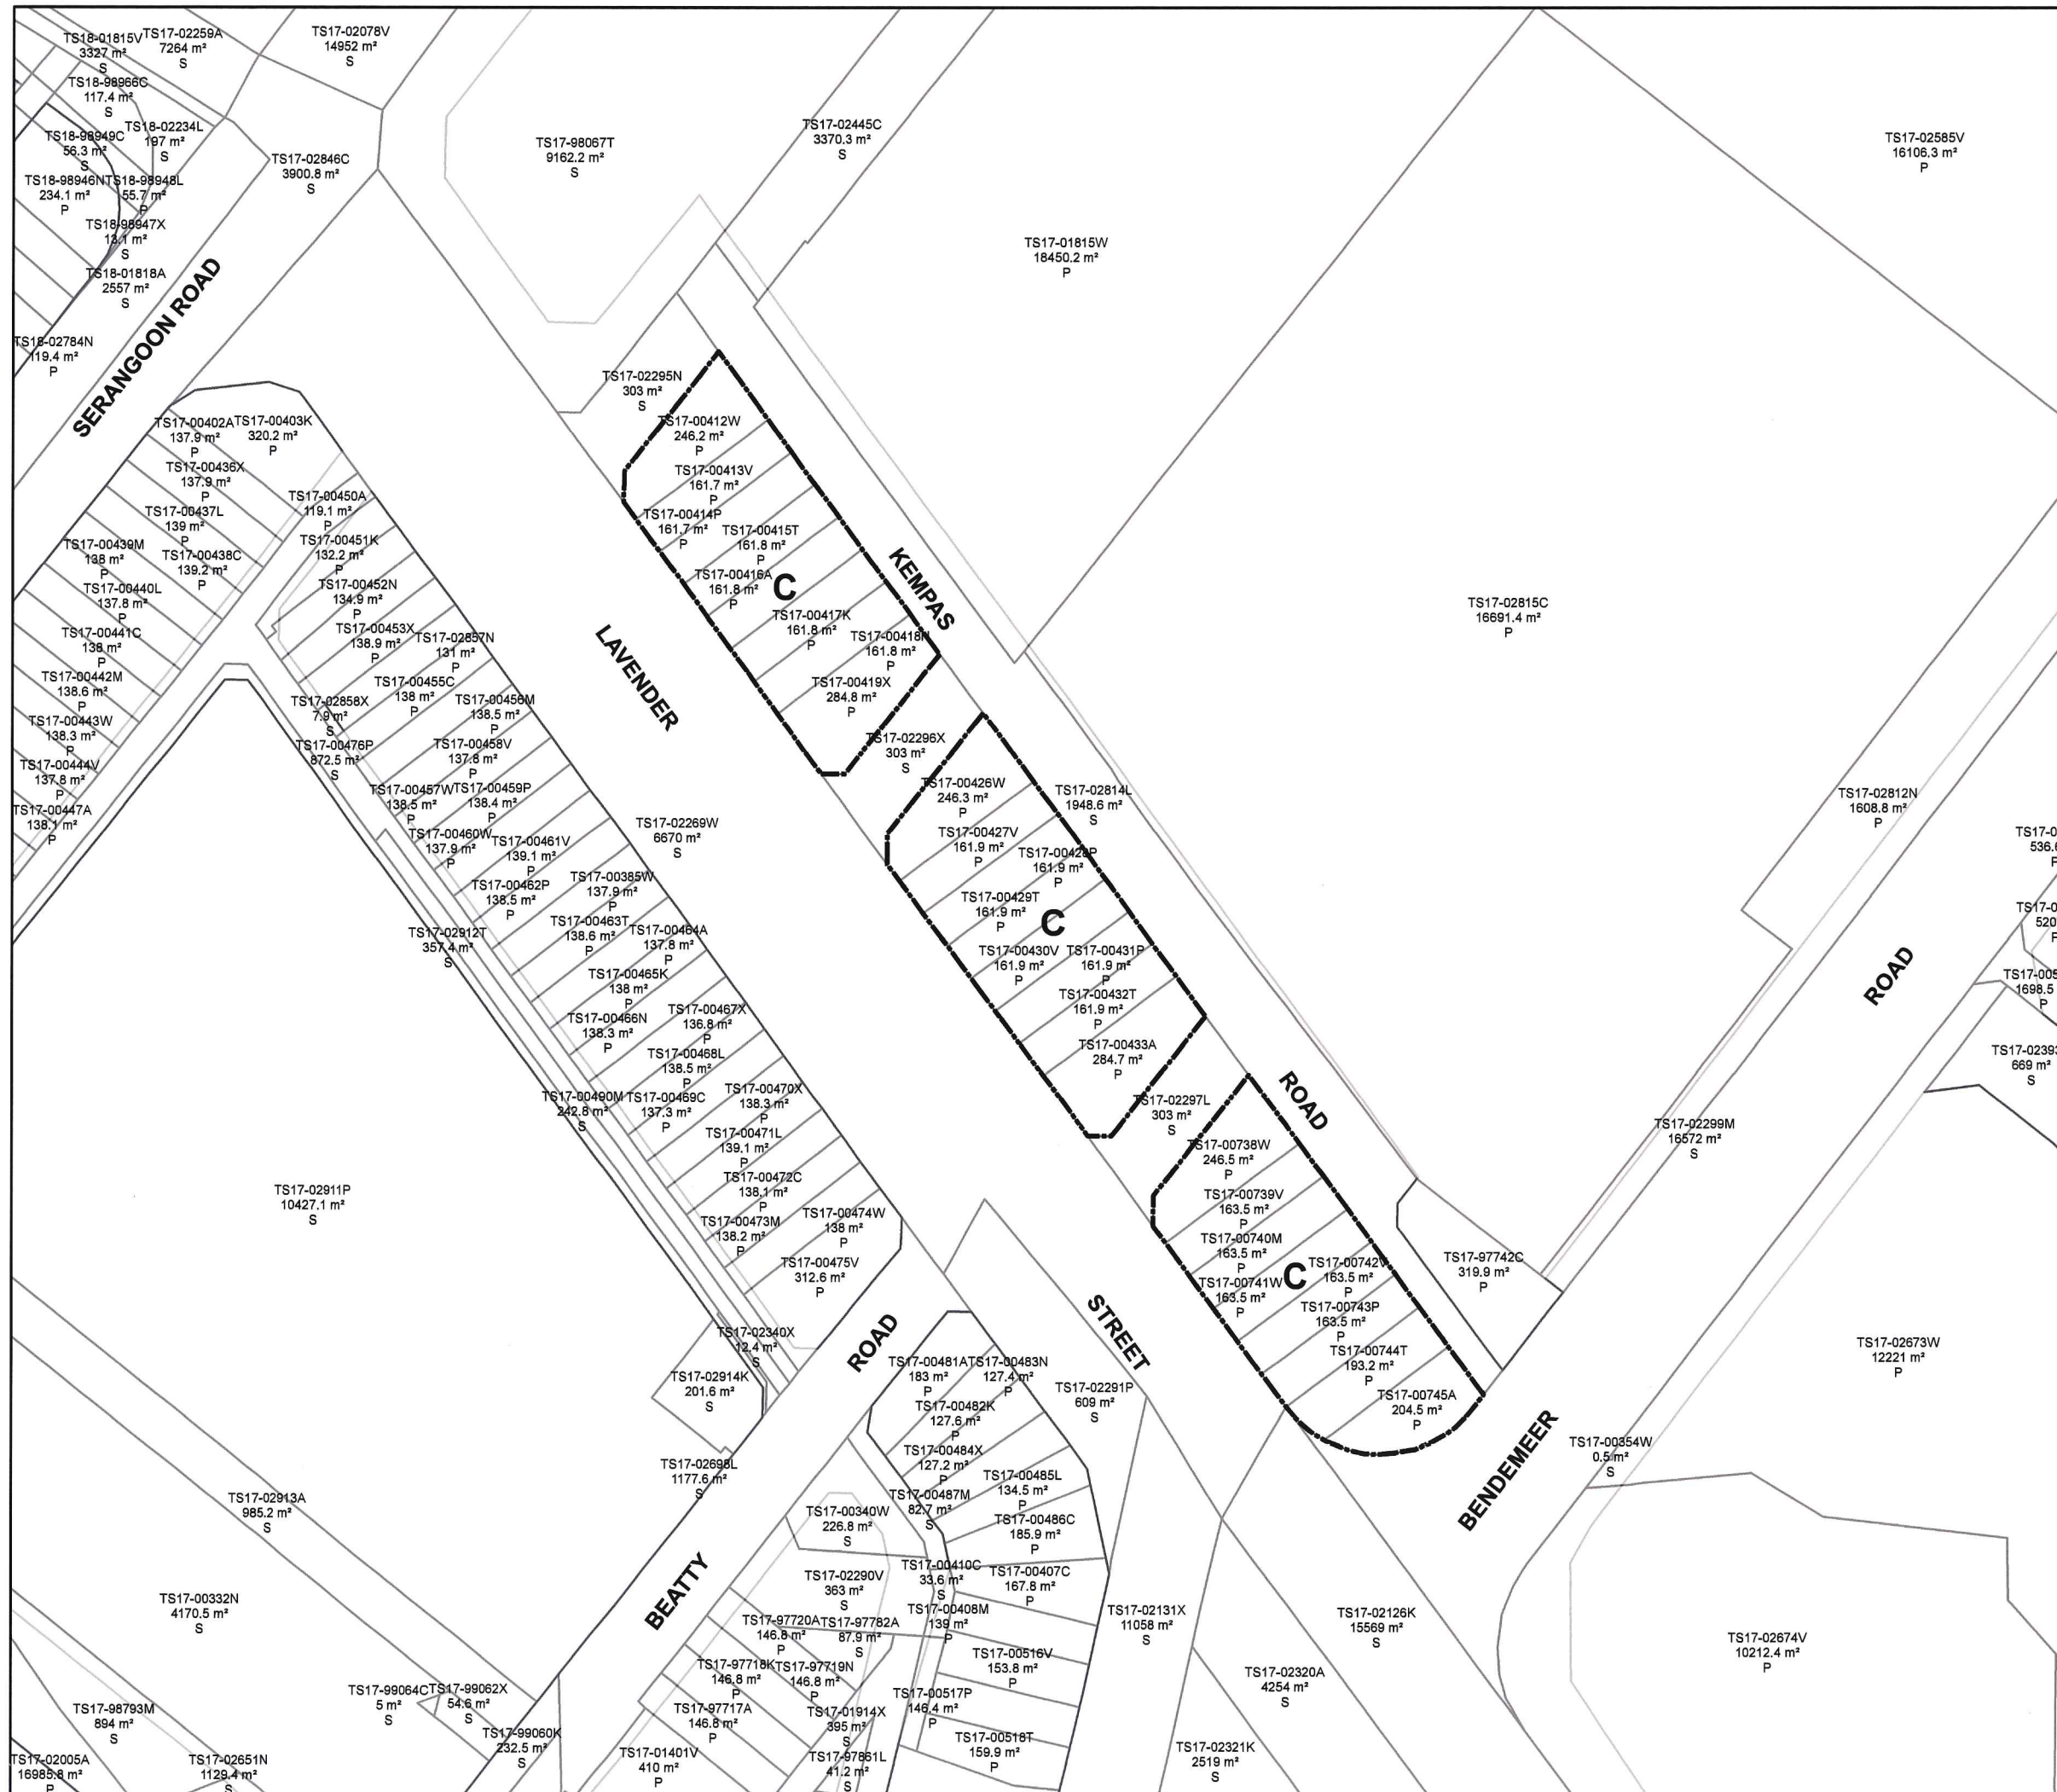 TS18-01815V
3327 m²
S
TS17-02259A
7264 m²
S
TS17-02078V
14952 m²
S
TS18-98966C
117.4 m²
S
TS18-98949C
56.3 m²
S
TS18-02234L
197 m²
S
TS17-02846C
3900.8 m²
S
TS18-98946N
234.1 m²
P
TS18-98948L
55.7 m²
P
TS18-98947X
13.1 m²
S
TS18-01818A
2557 m²
S
TS18-02784N
119.4 m²
P
SERANGOON ROAD
TS17-98067T
9162.2 m²
S
TS17-02445C
3370.3 m²
S
TS17-01815W
18450.2 m²
P
TS17-02585V
16106.3 m²
P
TS17-02295N
303 m²
S
TS17-00412W
246.2 m²
P
TS17-00413V
161.7 m²
P
TS17-00414P
161.7 m²
P
TS17-00415T
161.8 m²
P
TS17-00416A
161.8 m²
P
C
TS17-00417K
161.8 m²
P
TS17-00418N
161.8 m²
P
TS17-00419X
284.8 m²
P
KEMPAS
LAVENDER
TS17-02815C
16691.4 m²
P
TS17-00402A
137.9 m²
P
TS17-00403K
320.2 m²
P
TS17-00436X
137.9 m²
P
TS17-00437L
139 m²
P
TS17-00438C
139.2 m²
P
TS17-00439M
138 m²
P
TS17-00440L
137.8 m²
P
TS17-00441C
138 m²
P
TS17-00442M
138.6 m²
P
TS17-00443W
138.3 m²
P
TS17-00444V
137.8 m²
P
TS17-00447A
138.1 m²
P
TS17-00450A
119.1 m²
P
TS17-00451K
132.2 m²
P
TS17-00452N
134.9 m²
P
TS17-00453X
138.9 m²
P
TS17-02857N
131 m²
P
TS17-00455C
138 m²
P
TS17-02858X
7.9 m²
S
TS17-00456M
138.5 m²
P
TS17-00476P
872.5 m²
S
TS17-00458V
137.8 m²
P
TS17-00457W
138.5 m²
P
TS17-00459P
138.4 m²
P
TS17-00460W
137.9 m²
P
TS17-00461V
139.1 m²
P
TS17-00462P
138.5 m²
P
TS17-00385W
137.9 m²
P
TS17-00463T
138.6 m²
P
TS17-00464A
137.8 m²
P
TS17-02912T
357.4 m²
S
TS17-00465K
138 m²
P
TS17-00466N
138.3 m²
P
TS17-00467X
136.8 m²
P
TS17-00468L
138.5 m²
P
TS17-00490M
242.8 m²
S
TS17-00469C
137.3 m²
P
TS17-00470X
138.3 m²
P
TS17-00471L
139.1 m²
P
TS17-00472C
138.1 m²
P
TS17-00473M
138.2 m²
P
TS17-00474W
138 m²
P
TS17-00475V
312.6 m²
P
TS17-02269W
6670 m²
S
TS17-02296X
303 m²
S
TS17-00426W
246.3 m²
P
TS17-02814L
1948.6 m²
S
TS17-00427V
161.9 m²
P
TS17-00428P
161.9 m²
P
TS17-00429T
161.9 m²
P
C
TS17-00430V
161.9 m²
P
TS17-00431P
161.9 m²
P
TS17-00432T
161.9 m²
P
TS17-00433A
284.7 m²
P
TS17-02297L
303 m²
S
ROAD
TS17-00738W
246.5 m²
P
TS17-00739V
163.5 m²
P
TS17-00740M
163.5 m²
P
TS17-00741W
163.5 m²
P
C
TS17-00742V
163.5 m²
P
TS17-00743P
163.5 m²
P
TS17-00744T
193.2 m²
P
TS17-00745A
204.5 m²
P
TS17-97742C
319.9 m²
P
TS17-02812N
1608.8 m²
P
TS17-0
536.6
P
TS17-0
520
P
TS17-005
1698.5
P
TS17-02393
669 m²
S
ROAD
TS17-02299M
16572 m²
S
TS17-02673W
12221 m²
P
BENDEMEER
TS17-00354W
0.5 m²
S
TS17-02674V
10212.4 m²
P
TS17-02911P
10427.1 m²
S
TS17-02340X
12.4 m²
S
TS17-02914K
201.6 m²
S
TS17-02698L
1177.6 m²
S
ROAD
STREET
TS17-00481A
183 m²
P
TS17-00483N
127.4 m²
P
TS17-00482K
127.6 m²
P
TS17-00484X
127.2 m²
P
TS17-00485L
134.5 m²
P
TS17-00487M
82.7 m²
S
TS17-00486C
185.9 m²
P
TS17-02291P
609 m²
S
TS17-00340W
226.8 m²
S
TS17-00410C
33.6 m²
S
TS17-00407C
167.8 m²
P
TS17-02290V
363 m²
S
TS17-00408M
139 m²
P
BEATTY
TS17-97720A
146.8 m²
P
TS17-97782A
87.9 m²
S
TS17-97718K
146.8 m²
P
TS17-97719N
146.8 m²
P
TS17-00516V
153.8 m²
P
TS17-00517P
146.4 m²
P
TS17-97717A
146.8 m²
P
TS17-01914X
395 m²
S
TS17-00518T
159.9 m²
P
TS17-01401V
410 m²
P
TS17-97861L
41.2 m²
S
TS17-02131X
11058 m²
S
TS17-02126K
15569 m²
S
TS17-02320A
4254 m²
S
TS17-02321K
2519 m²
S
TS17-02913A
985.2 m²
S
TS17-00332N
4170.5 m²
S
TS17-99064C
5 m²
S
TS17-99062X
54.6 m²
S
TS17-99060K
232.5 m²
S
TS17-98793M
894 m²
S
TS17-02005A
16985.8 m²
P
TS17-02651N
1129.4 m²
S